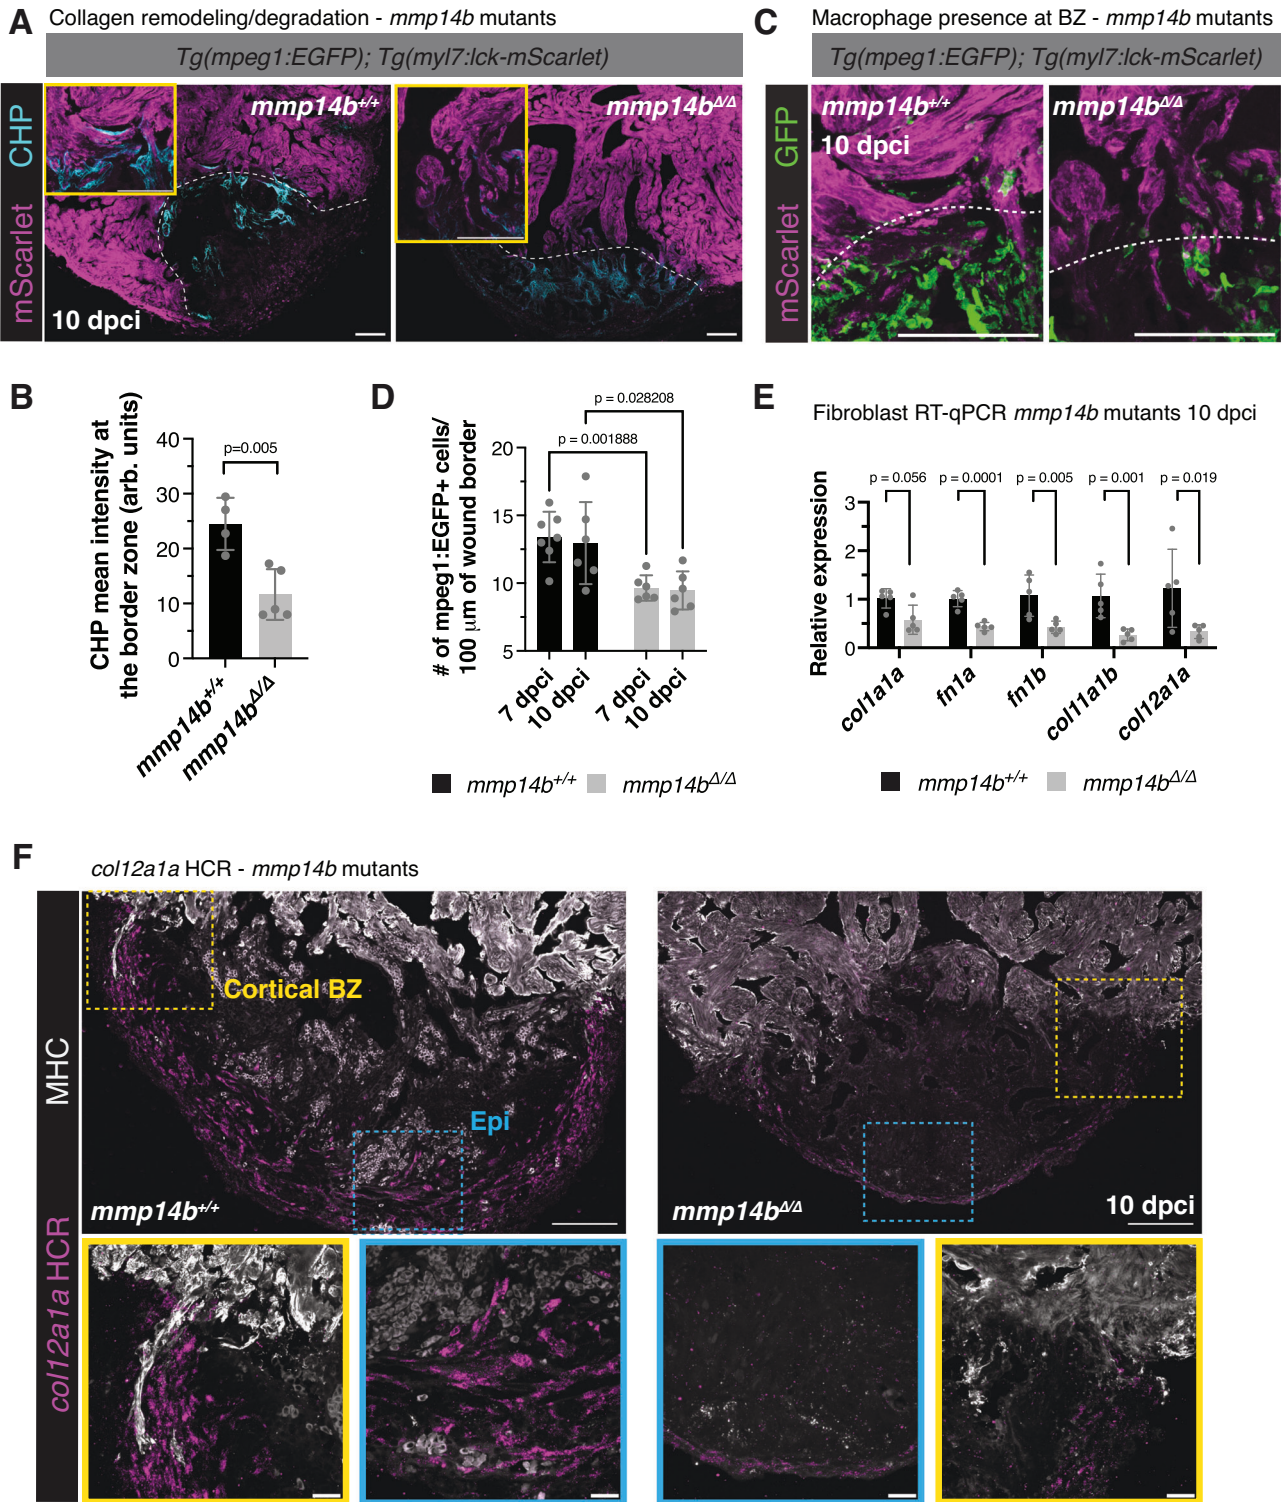 A
Collagen remodeling/degradation - mmp14b mutants
Tg(mpeg1:EGFP); Tg(myl7:lck-mScarlet)
mScarlet CHP
mmp14b+/+
10 dpci
mmp14bΔ/Δ
C
Macrophage presence at BZ - mmp14b mutants
Tg(mpeg1:EGFP); Tg(myl7:lck-mScarlet)
mScarlet GFP
mmp14b+/+
10 dpci
mmp14bΔ/Δ
B
CHP mean intensity at
the border zone (arb. units)
40
30
20
10
0
p=0.005
mmp14b+/+
mmp14bΔ/Δ
D
# of mpeg1:EGFP+ cells/
100 μm of wound border
20
15
10
5
p = 0.028208
p = 0.001888
7 dpci
10 dpci
7 dpci
10 dpci
mmp14b+/+
mmp14bΔ/Δ
E
Fibroblast RT-qPCR mmp14b mutants 10 dpci
Relative expression
3
2
1
0
p = 0.056
p = 0.0001
p = 0.005
p = 0.001
p = 0.019
col1a1a
fn1a
fn1b
col11a1b
col12a1a
mmp14b+/+
mmp14bΔ/Δ
F
col12a1a HCR - mmp14b mutants
col12a1a HCR MHC
Cortical BZ
Epi
mmp14b+/+
mmp14bΔ/Δ
10 dpci